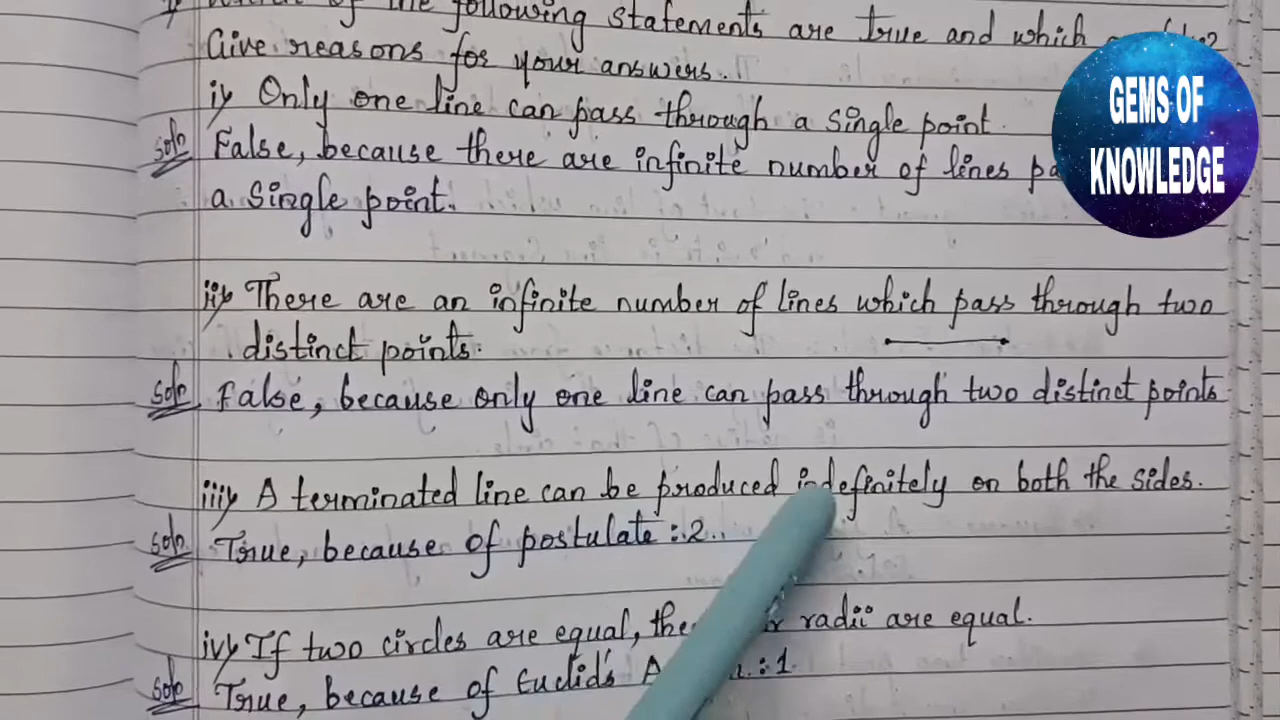 of the following statements are true and which
Give reasons for your answers.
i) Only one line can pass through a single point.
Soln False, because there are infinite number of lines
a single point.
ii) There are an infinite number of lines which pass through two
distinct points.
Soln False, because only one line can pass through two distinct points
iii) A terminated line can be produced indefinitely on both the sides.
Soln True, because of postulate :2.
iv) If two circles are equal, radii are equal.
Soln True, because of Euclid's :1
GEMS OF
KNOWLEDGE